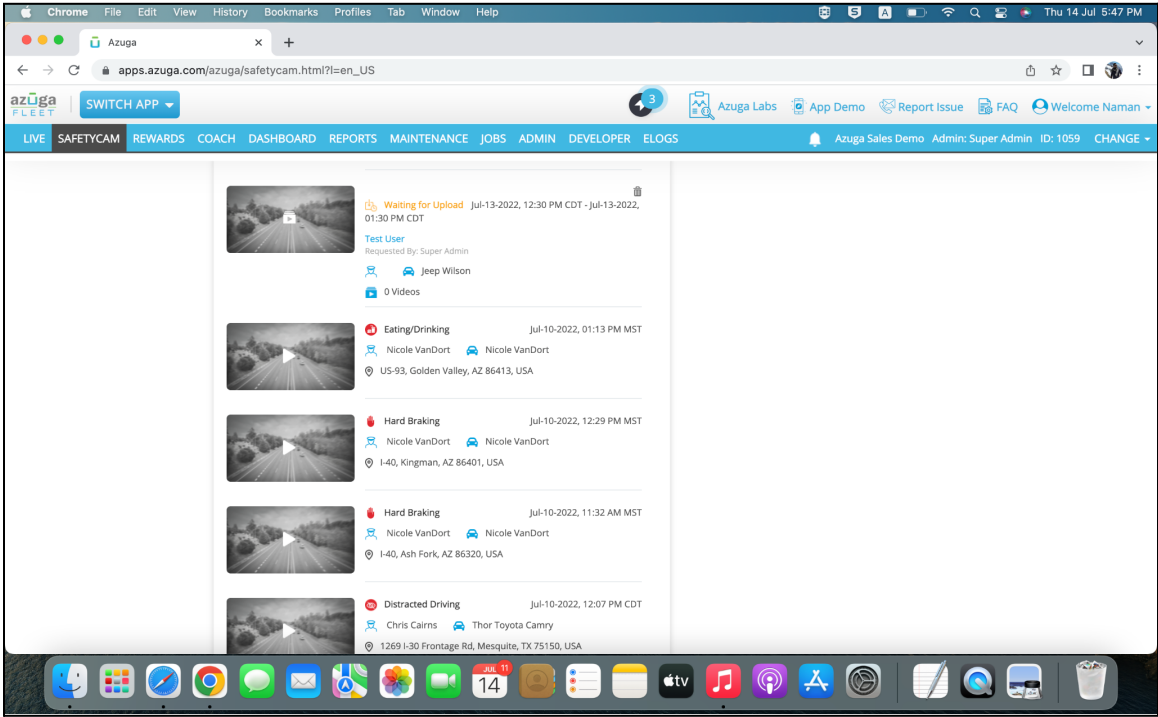 Chrome File Edit View History Bookmarks Profiles Tab Window Help S A Thu 14 Jul 5:47 PM
Azuga
apps.azuga.com/azuga/safetycam.html?l=en_US
azuga FLEET SWITCH APP 3 Azuga Labs App Demo Report Issue FAQ Welcome Naman
LIVE SAFETYCAM REWARDS COACH DASHBOARD REPORTS MAINTENANCE JOBS ADMIN DEVELOPER ELOGS Azuga Sales Demo Admin: Super Admin ID: 1059 CHANGE
Waiting for Upload Jul-13-2022, 12:30 PM CDT - Jul-13-2022,
01:30 PM CDT
Test User
Requested By: Super Admin
Jeep Wilson
0 Videos
Eating/Drinking Jul-10-2022, 01:13 PM MST
Nicole VanDort Nicole VanDort
US-93, Golden Valley, AZ 86413, USA
Hard Braking Jul-10-2022, 12:29 PM MST
Nicole VanDort Nicole VanDort
I-40, Kingman, AZ 86401, USA
Hard Braking Jul-10-2022, 11:32 AM MST
Nicole VanDort Nicole VanDort
I-40, Ash Fork, AZ 86320, USA
Distracted Driving Jul-10-2022, 12:07 PM CDT
Chris Cairns Thor Toyota Camry
1269 I-30 Frontage Rd, Mesquite, TX 75150, USA
JUL 14 11 tv